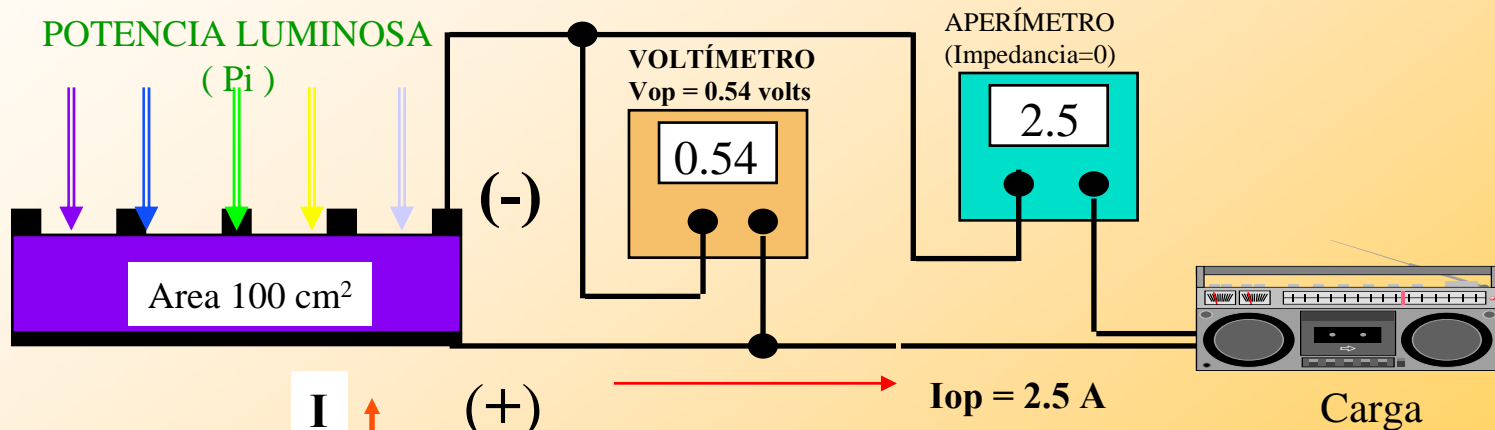 POTENCIA LUMINOSA
( Pi )
VOLTÍMETRO
Vop = 0.54 volts
0.54
APERÍMETRO
(Impedancia=0)
2.5
(-)
Area 100 cm²
I
(+)
Iop = 2.5 A
Carga